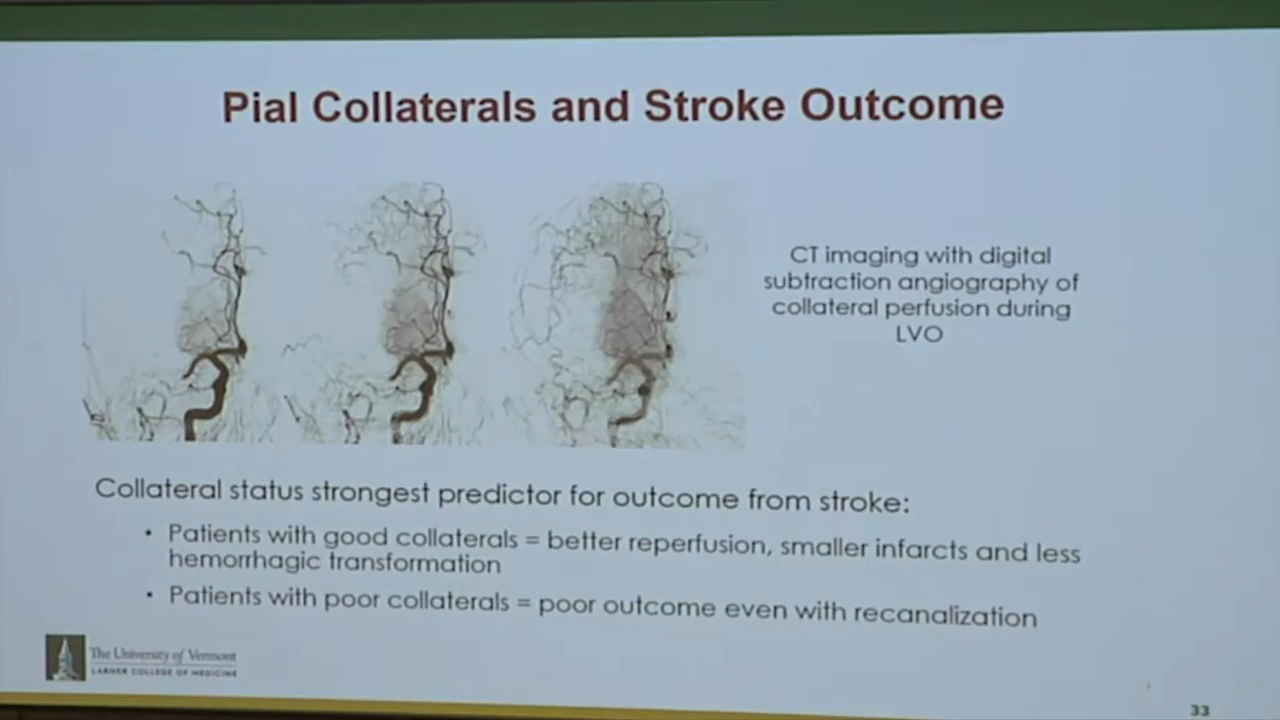 Pial Collaterals and Stroke Outcome
CT imaging with digital
subtraction angiography of
collateral perfusion during
LVO
Collateral status strongest predictor for outcome from stroke:
• Patients with good collaterals = better reperfusion, smaller infarcts and less
hemorrhagic transformation
• Patients with poor collaterals = poor outcome even with recanalization
The University of Vermont
LARNER COLLEGE OF MEDICINE
33